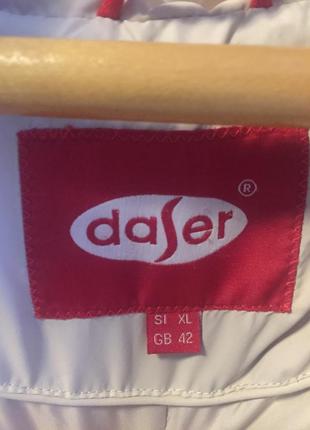 daser
®
SI XL
GB 42